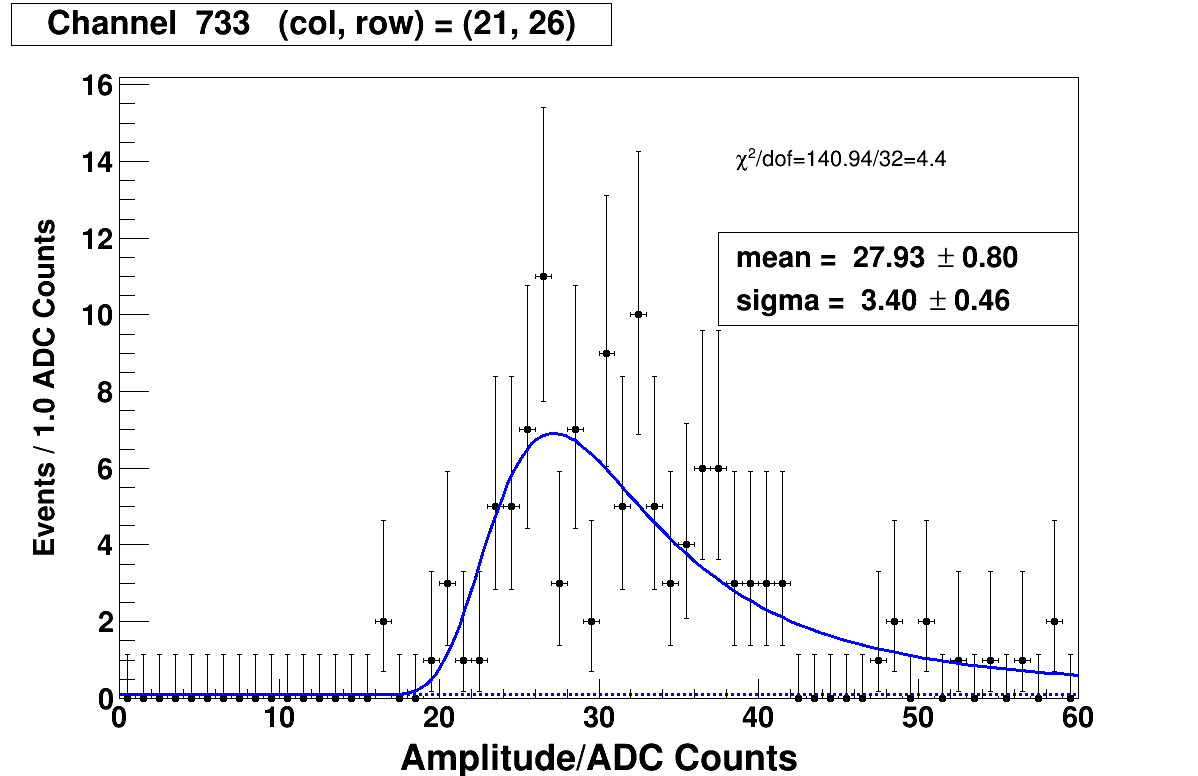 Channel 733 (col, row) = (21, 26)
16
14
12
10
8
6
4
2
0
Events / 1.0 ADC Counts
χ²/dof=140.94/32=4.4
mean = 27.93 ± 0.80
sigma = 3.40 ± 0.46
0 10 20 30 40 50 60
Amplitude/ADC Counts